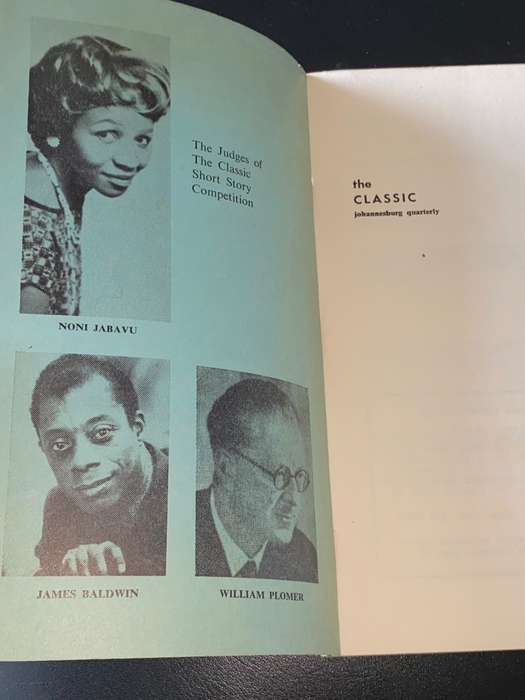 The Judges of
The Classic
Short Story
Competition
NONI JABAVU
JAMES BALDWIN
WILLIAM PLOMER
the
CLASSIC
johannesburg quarterly